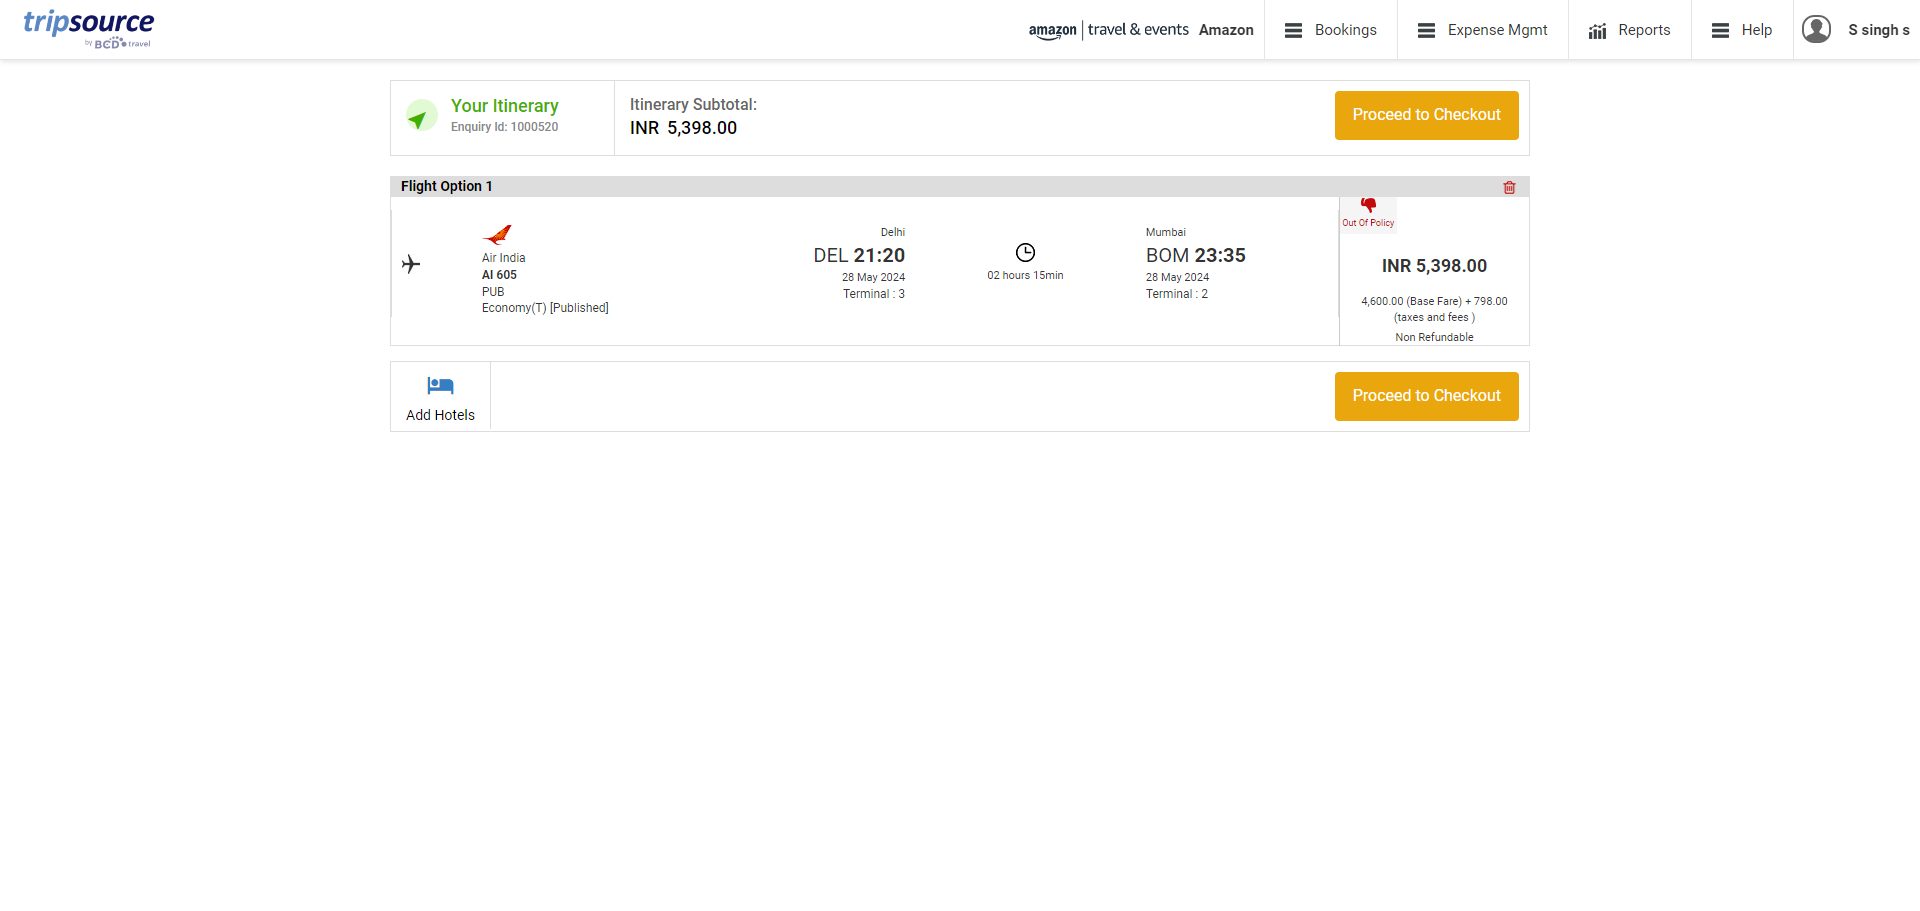 tripsource
by BCD travel
amazon | travel & events Amazon
Bookings
Expense Mgmt
Reports
Help
S singh s
Your Itinerary
Enquiry Id: 1000520
Itinerary Subtotal:
INR 5,398.00
Proceed to Checkout
Flight Option 1
Air India
AI 605
PUB
Economy(T) [Published]
Delhi
DEL 21:20
28 May 2024
Terminal : 3
02 hours 15min
Mumbai
BOM 23:35
28 May 2024
Terminal : 2
Out Of Policy
INR 5,398.00
4,600.00 (Base Fare) + 798.00
(taxes and fees )
Non Refundable
Add Hotels
Proceed to Checkout